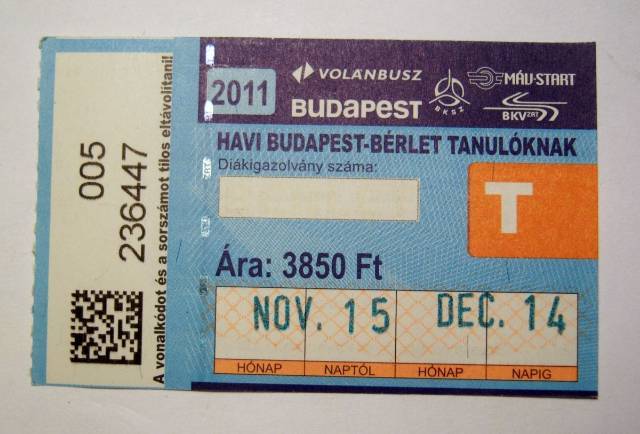 005
236447
A vonalkódot és a sorszámot tilos eltávolítani!
2011
VOLÁNBUSZ
BUDAPEST
BKSZ
MÁV-START
BKV ZRT
HAVI BUDAPEST-BÉRLET TANULÓKNAK
Diákigazolvány száma:
T
Ára: 3850 Ft
NOV. 15 DEC. 14
HÓNAP NAPTÓL HÓNAP NAPIG